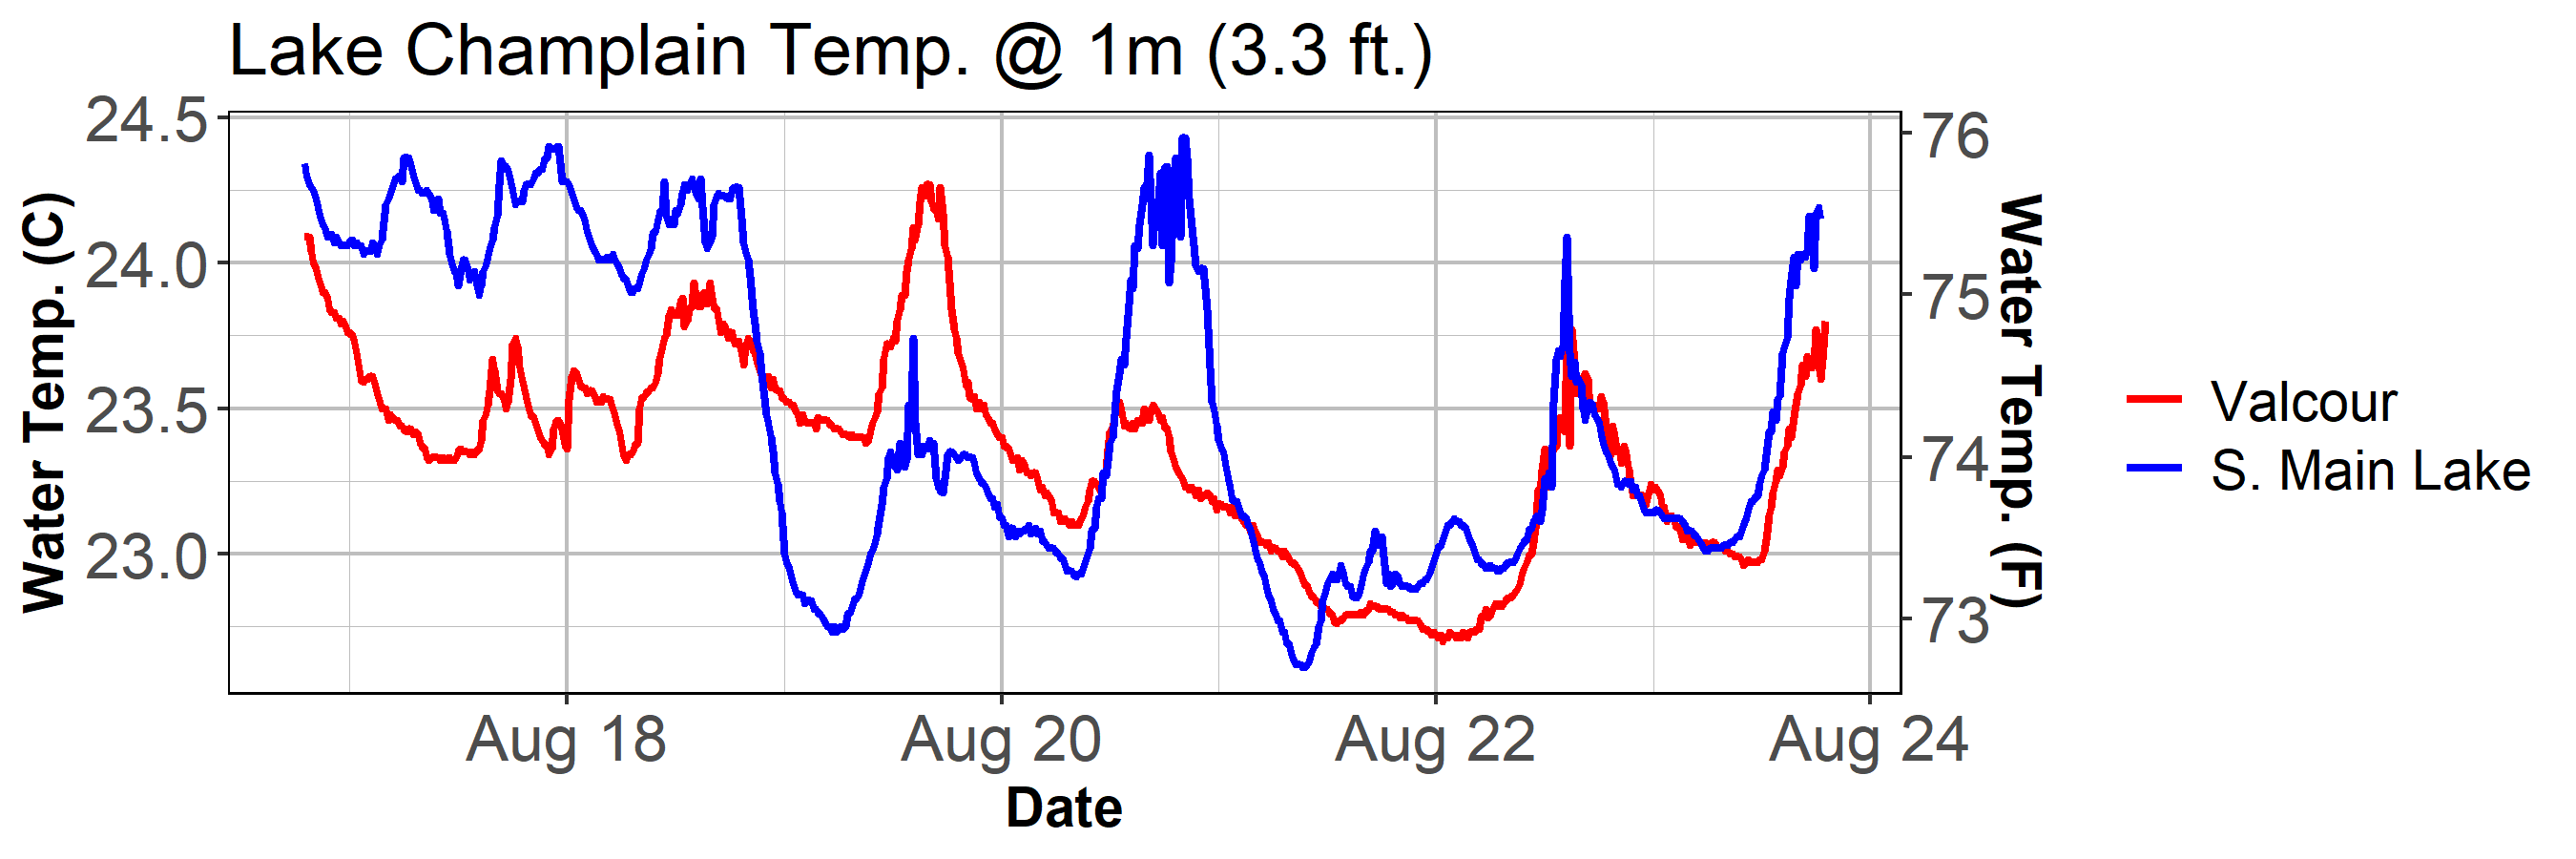 Lake Champlain Temp. @ 1m (3.3 ft.)
24.5
24.0
23.5
23.0
Water Temp. (C)
76
75
74
73
Water Temp. (F)
Aug 18
Aug 20
Aug 22
Aug 24
Date
Valcour
S. Main Lake